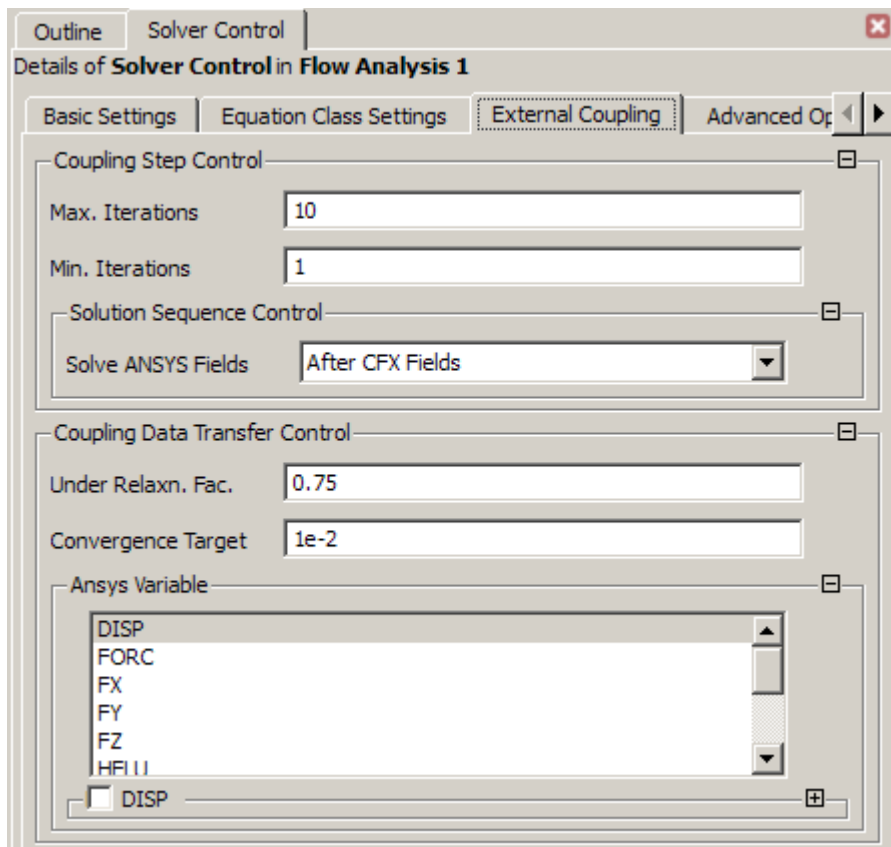 Outline Solver Control
Details of Solver Control in Flow Analysis 1
Basic Settings Equation Class Settings External Coupling Advanced Op
Coupling Step Control
Max. Iterations 10
Min. Iterations 1
Solution Sequence Control
Solve ANSYS Fields After CFX Fields
Coupling Data Transfer Control
Under Relaxn. Fac. 0.75
Convergence Target 1e-2
Ansys Variable
DISP
FORC
FX
FY
FZ
HFLU
DISP